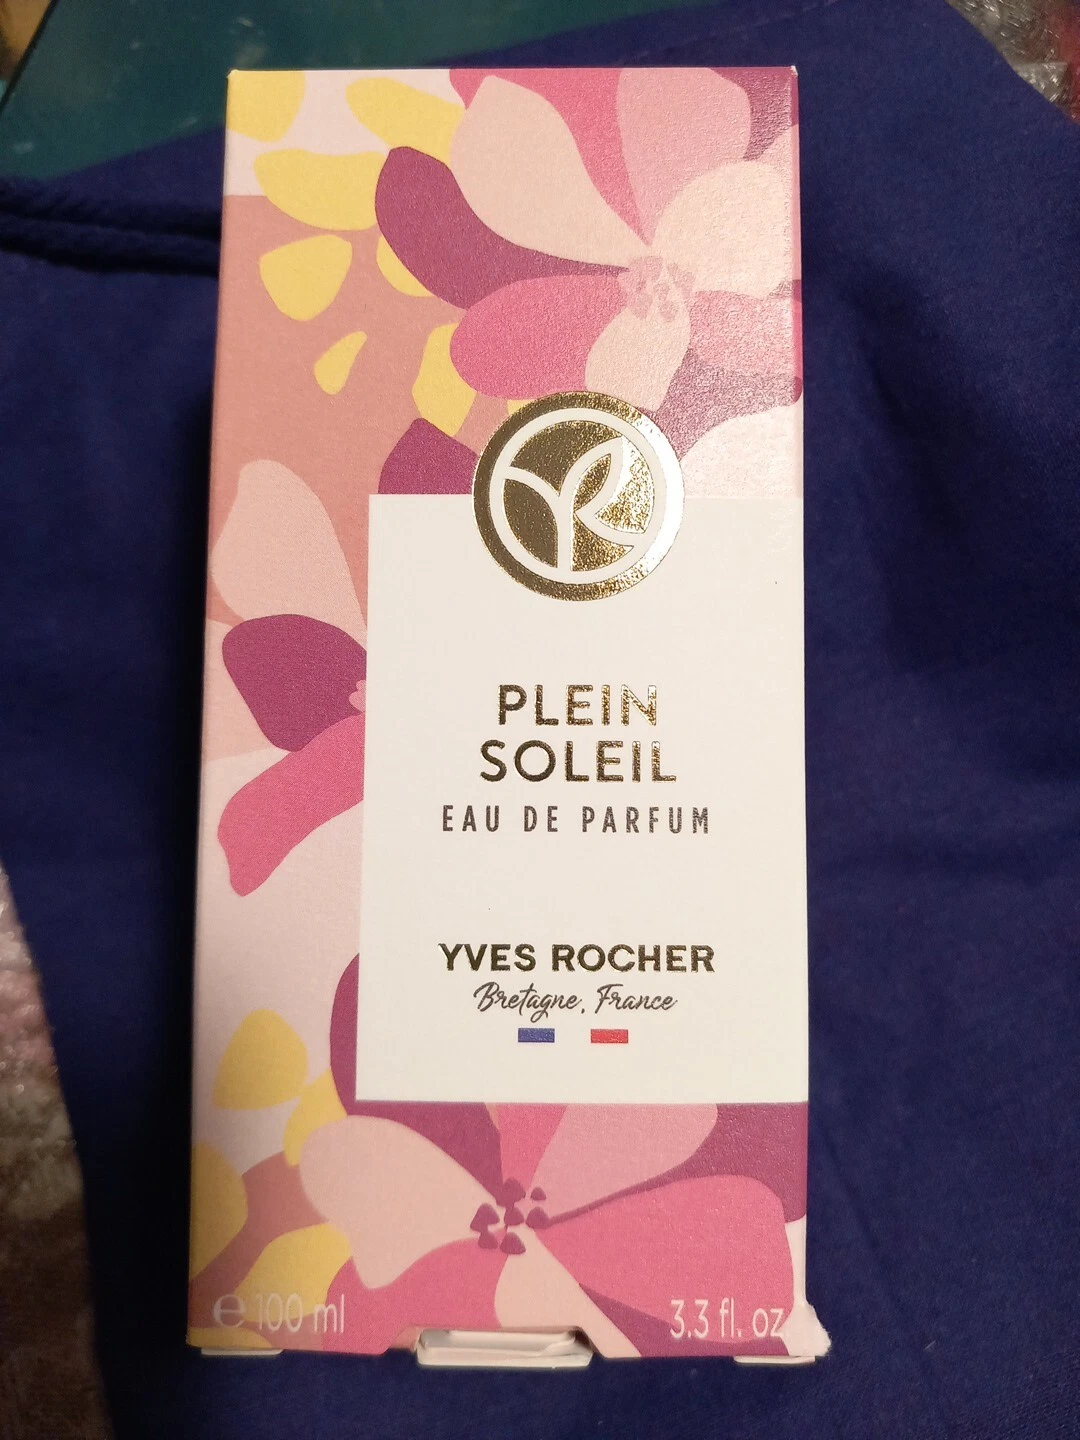 PLEIN
SOLEIL
EAU DE PARFUM
YVES ROCHER
Bretagne, France
e 100 ml
3.3 fl. oz